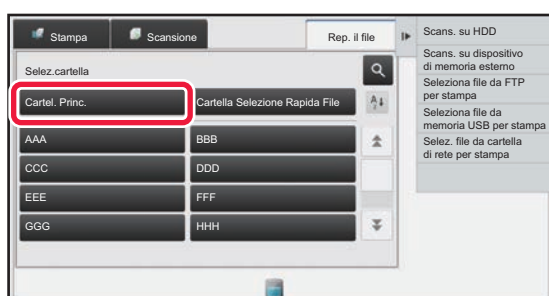 Stampa
Scansione
Rep. il file
Selez.cartella
Cartel. Princ.
Cartella Selezione Rapida File
AAA
BBB
CCC
DDD
EEE
FFF
GGG
HHH
Scans. su HDD
Scans. su dispositivo
di memoria esterno
Seleziona file da FTP
per stampa
Seleziona file da
memoria USB per stampa
Selez. file da cartella
di rete per stampa